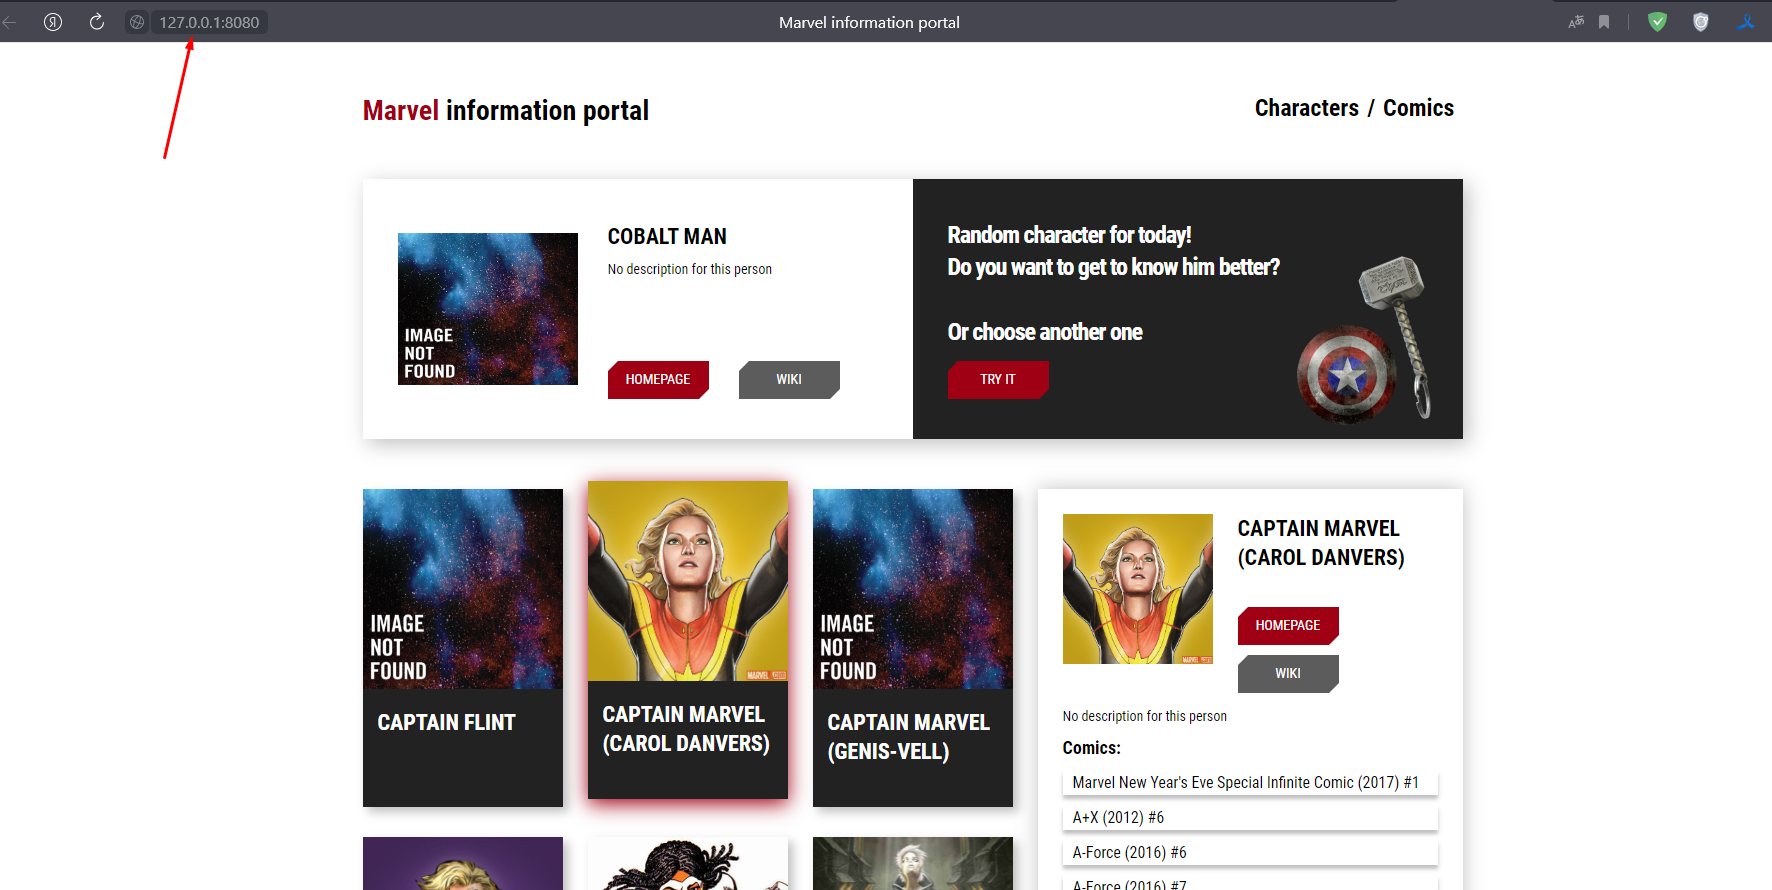 127.0.0.1:8080
Marvel information portal
Marvel information portal
Characters / Comics
IMAGE
NOT
FOUND
COBALT MAN
No description for this person
HOMEPAGE
WIKI
Random character for today!
Do you want to get to know him better?
Or choose another one
TRY IT
IMAGE
NOT
FOUND
CAPTAIN FLINT
MARVEL
CAPTAIN MARVEL
(CAROL DANVERS)
IMAGE
NOT
FOUND
CAPTAIN MARVEL
(GENIS-VELL)
MARVEL
CAPTAIN MARVEL
(CAROL DANVERS)
HOMEPAGE
WIKI
No description for this person
Comics:
Marvel New Year's Eve Special Infinite Comic (2017) #1
A+X (2012) #6
A-Force (2016) #6
A-Force (2016) #7